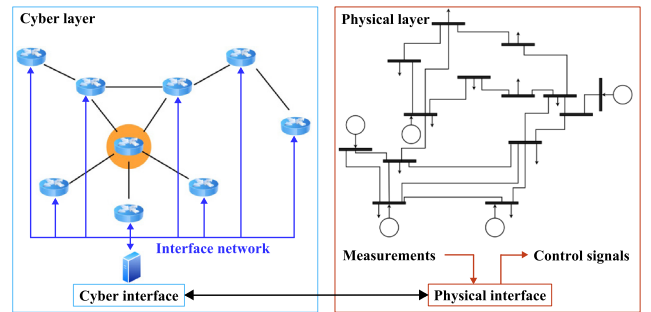 Cyber layer
Physical layer
Interface network
Measurements
Control signals
Cyber interface
Physical interface